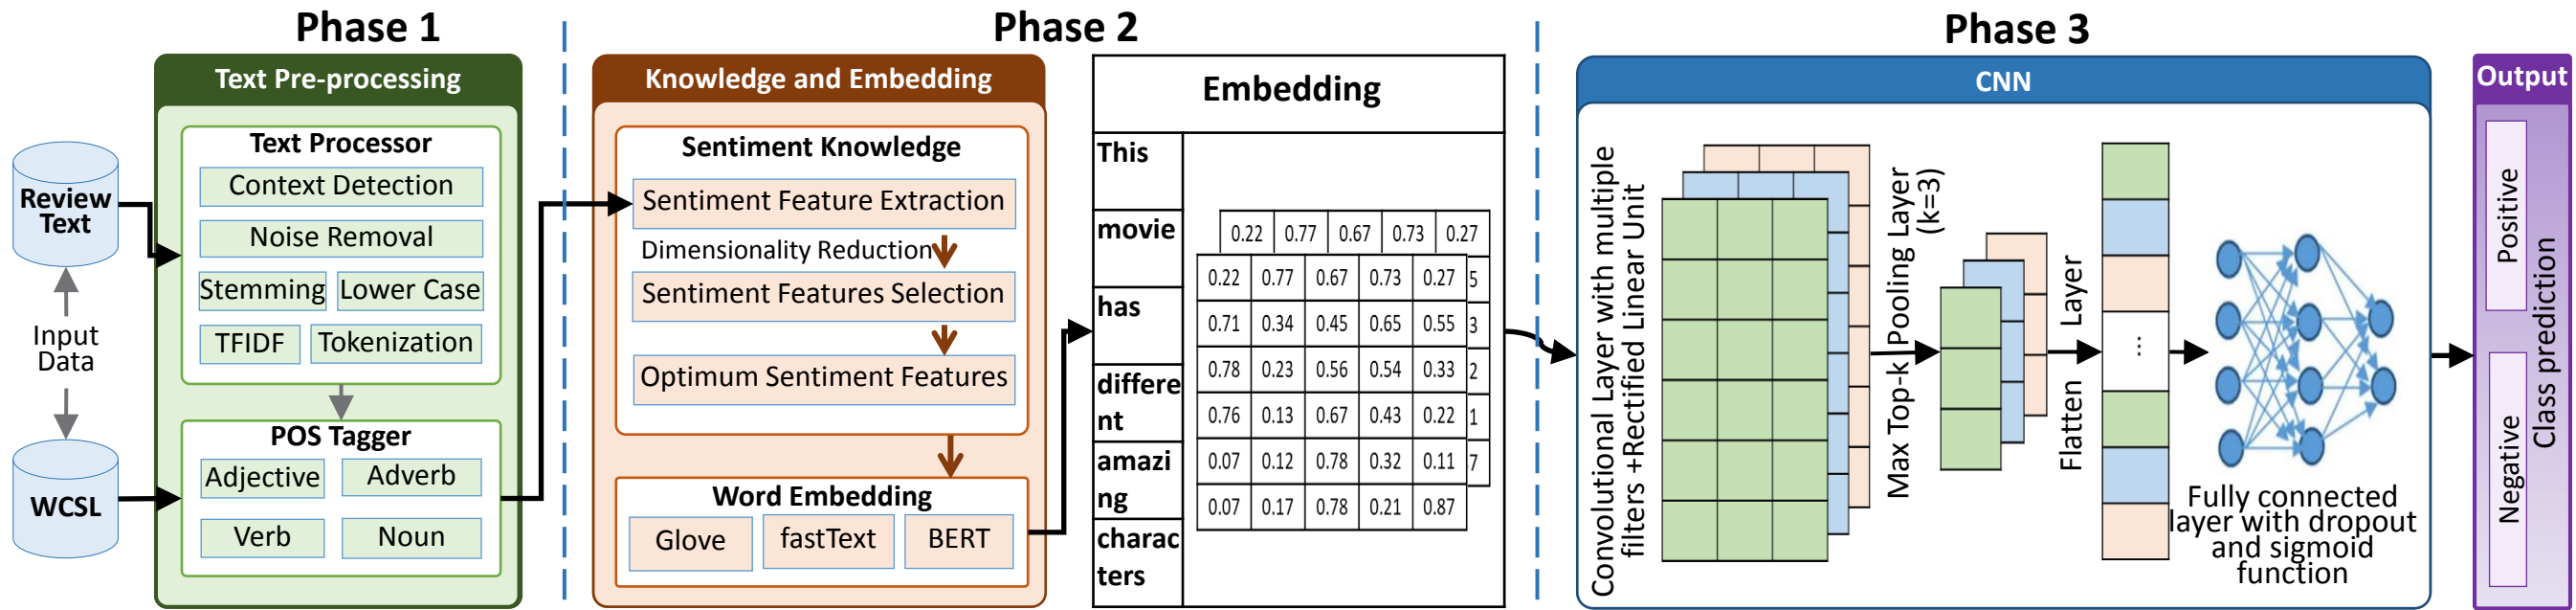 Phase 1
Phase 2
Phase 3
Text Pre-processing
Text Processor
Context Detection
Noise Removal
Stemming
Lower Case
TFIDF
Tokenization
POS Tagger
Adjective
Adverb
Verb
Noun
Review
Text
Input
Data
WCSL
Knowledge and Embedding
Sentiment Knowledge
Sentiment Feature Extraction
Dimensionality Reduction
Sentiment Features Selection
Optimum Sentiment Features
Word Embedding
Glove
fastText
BERT
Embedding
This
movie
has
differe
nt
amazi
ng
charac
ters
0.22 0.77 0.67 0.73 0.27
0.22 0.77 0.67 0.73 0.27 5
0.71 0.34 0.45 0.65 0.55 3
0.78 0.23 0.56 0.54 0.33 2
0.76 0.13 0.67 0.43 0.22 1
0.07 0.12 0.78 0.32 0.11 7
0.07 0.17 0.78 0.21 0.87
CNN
Convolutional Layer with multiple
filters +Rectified Linear Unit
Max Top-k Pooling Layer
(k=3)
Flatten Layer
...
Fully connected
layer with dropout
and sigmoid
function
Output
Positive
Negative
Class prediction